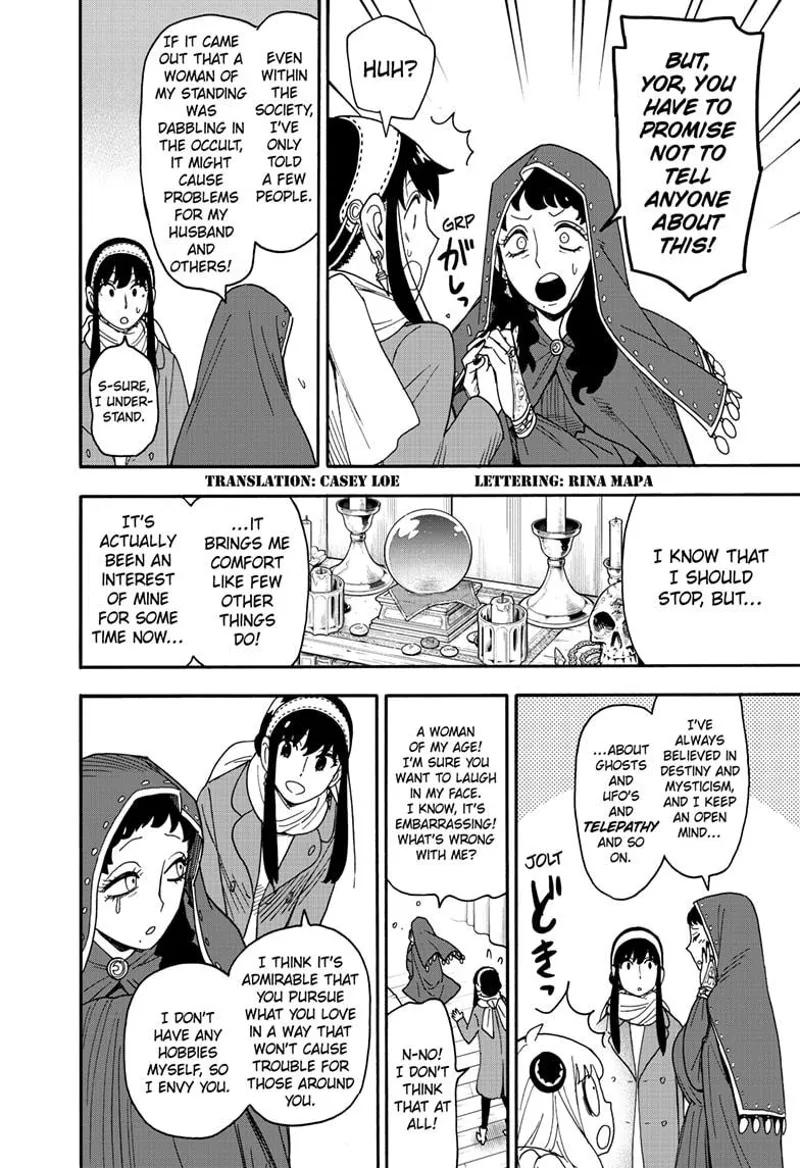 BUT,
YOR, YOU
HAVE TO
PROMISE
NOT TO
TELL
ANYONE
ABOUT
THIS!
HUH?
GRP
がしっ
EVEN
WITHIN
THE
SOCIETY,
I'VE
ONLY
TOLD
A FEW
PEOPLE.
IF IT CAME
OUT THAT A
WOMAN OF
MY STANDING
WAS
DABBLING IN
THE OCCULT,
IT MIGHT
CAUSE
PROBLEMS
FOR MY
HUSBAND
AND
OTHERS!
S-SURE,
I UNDER-
STAND.
TRANSLATION: CASEY LOE
LETTERING: RINA MAPA
I KNOW THAT
I SHOULD
STOP, BUT...
...IT
BRINGS ME
COMFORT
LIKE FEW
OTHER
THINGS
DO!
IT'S
ACTUALLY
BEEN AN
INTEREST
OF MINE
FOR SOME
TIME NOW...
I'VE
ALWAYS
BELIEVED IN
DESTINY AND
MYSTICISM,
AND I KEEP
AN OPEN
MIND...
...ABOUT
GHOSTS
AND
UFO'S
AND
TELEPATHY
AND SO
ON.
JOLT
どきっ
A WOMAN
OF MY AGE!
I'M SURE YOU
WANT TO LAUGH
IN MY FACE.
I KNOW, IT'S
EMBARRASSING!
WHAT'S WRONG
WITH ME?
N-NO!
I DON'T
THINK
THAT AT
ALL!
I THINK IT'S
ADMIRABLE THAT
YOU PURSUE
WHAT YOU LOVE
IN A WAY THAT
WON'T CAUSE
TROUBLE FOR
THOSE AROUND
YOU.
I DON'T
HAVE ANY
HOBBIES
MYSELF, SO
I ENVY YOU.